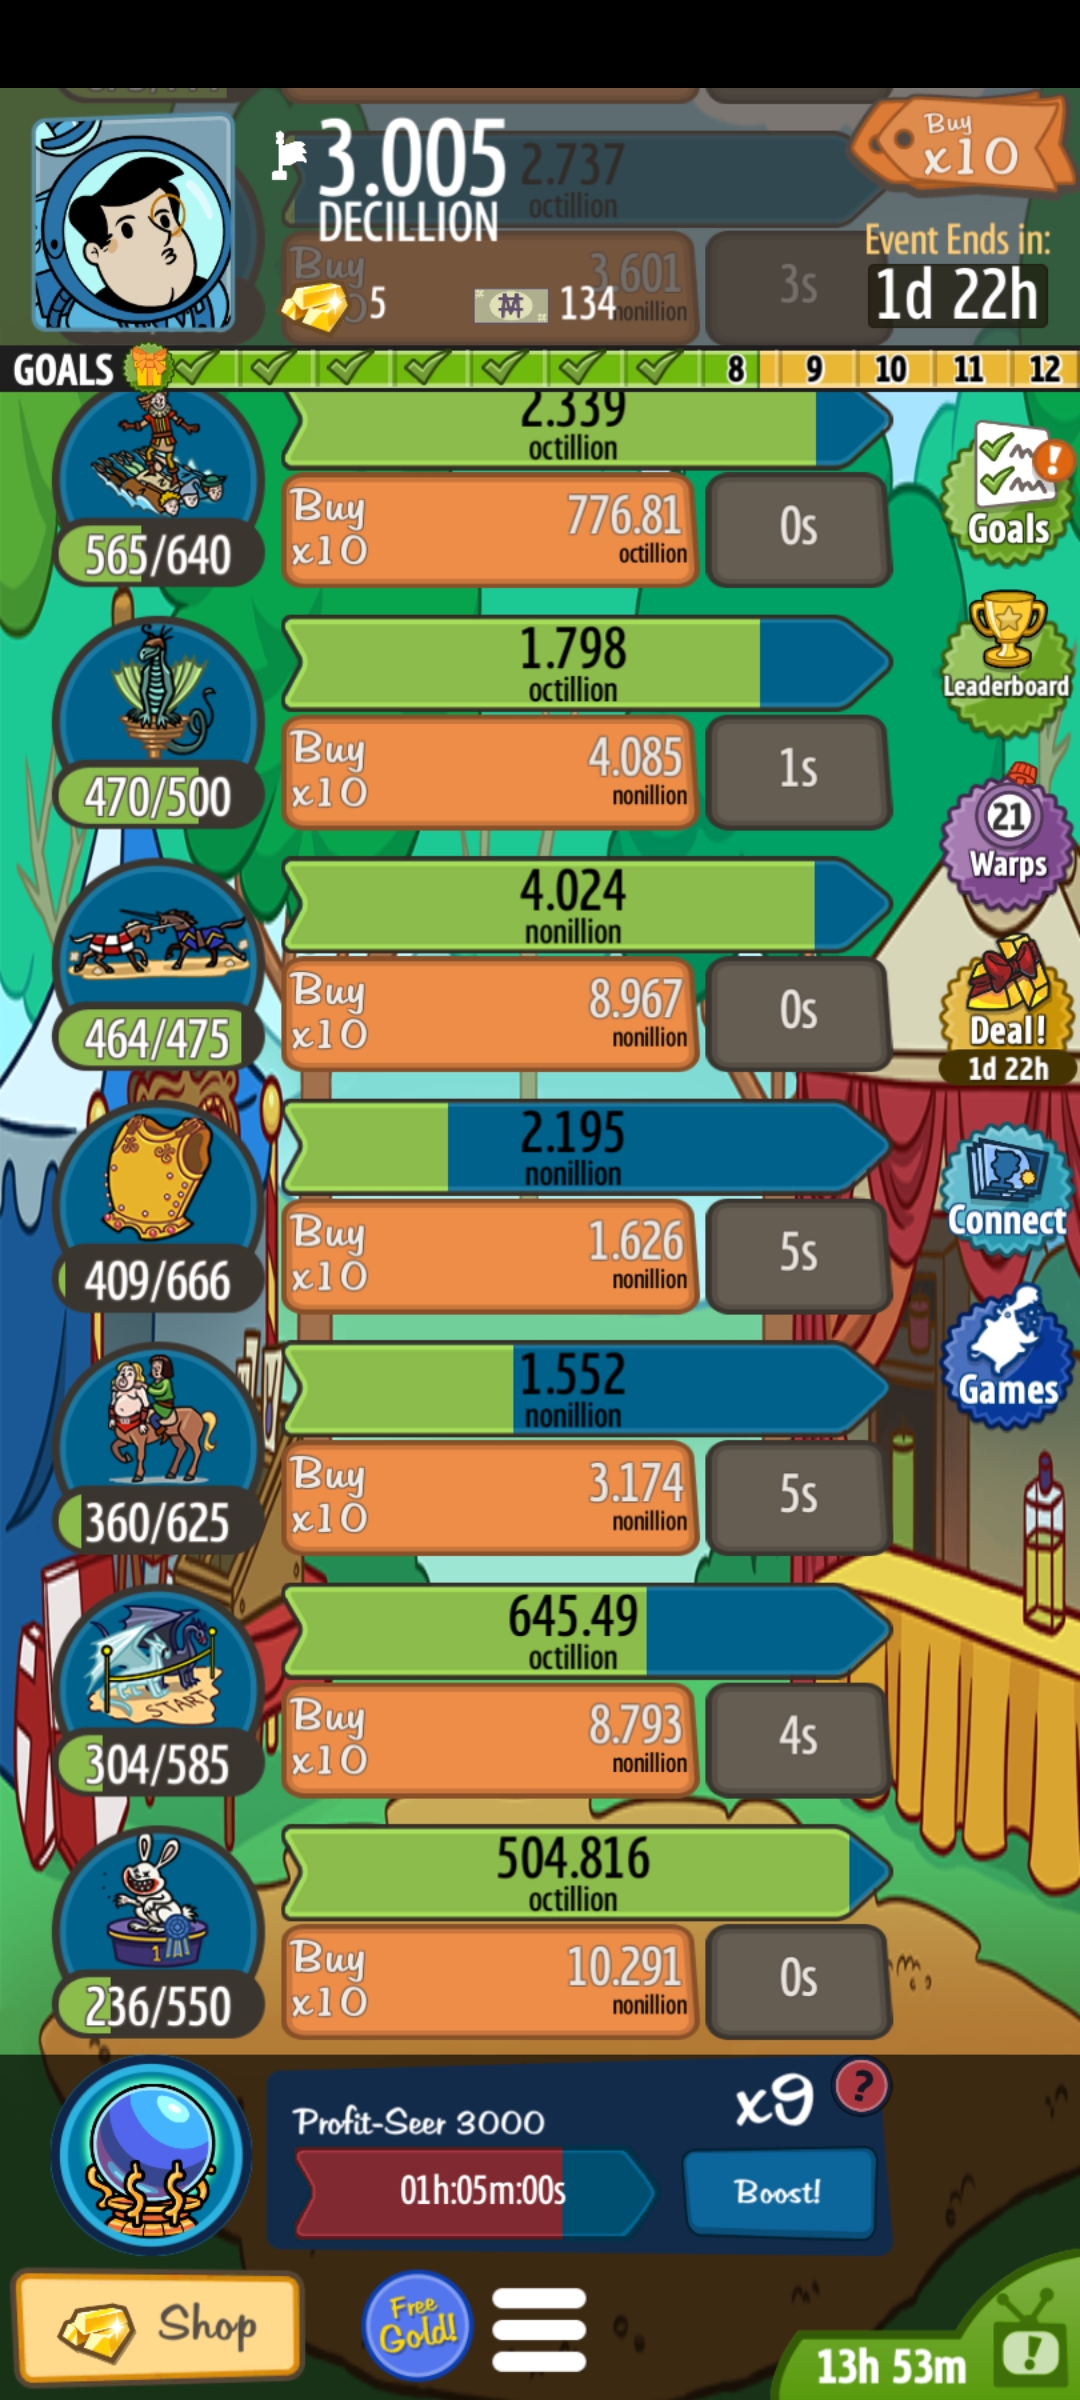 3.005
DECILLION
2.737
octillion
Buy
x10
Buy
3.601
nonillion
3s
5
134
Event Ends in:
1d 22h
GOALS
8 9 10 11 12
2.339
octillion
Buy
x10
776.81
octillion
0s
565/640
Goals
1.798
octillion
Buy
x10
4.085
nonillion
1s
470/500
Leaderboard
4.024
nonillion
Buy
x10
8.967
nonillion
0s
464/475
21
Warps
Deal!
1d 22h
2.195
nonillion
Buy
x10
1.626
nonillion
5s
409/666
Connect
1.552
nonillion
Buy
x10
3.174
nonillion
5s
360/625
Games
645.49
octillion
Buy
x10
8.793
nonillion
4s
START
304/585
504.816
octillion
Buy
x10
10.291
nonillion
0s
1
236/550
Profit-Seer 3000
x9
?
01h:05m:00s
Boost!
Shop
Free
Gold!
13h 53m